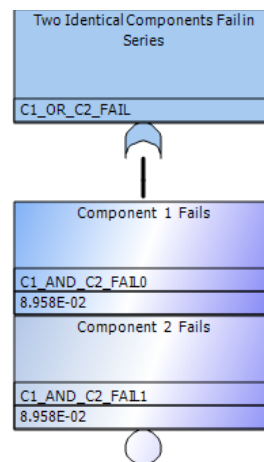 Two Identical Components Fail in
Series
C1_OR_C2_FAIL
Component 1 Fails
C1_AND_C2_FAIL0
8.958E-02
Component 2 Fails
C1_AND_C2_FAIL1
8.958E-02